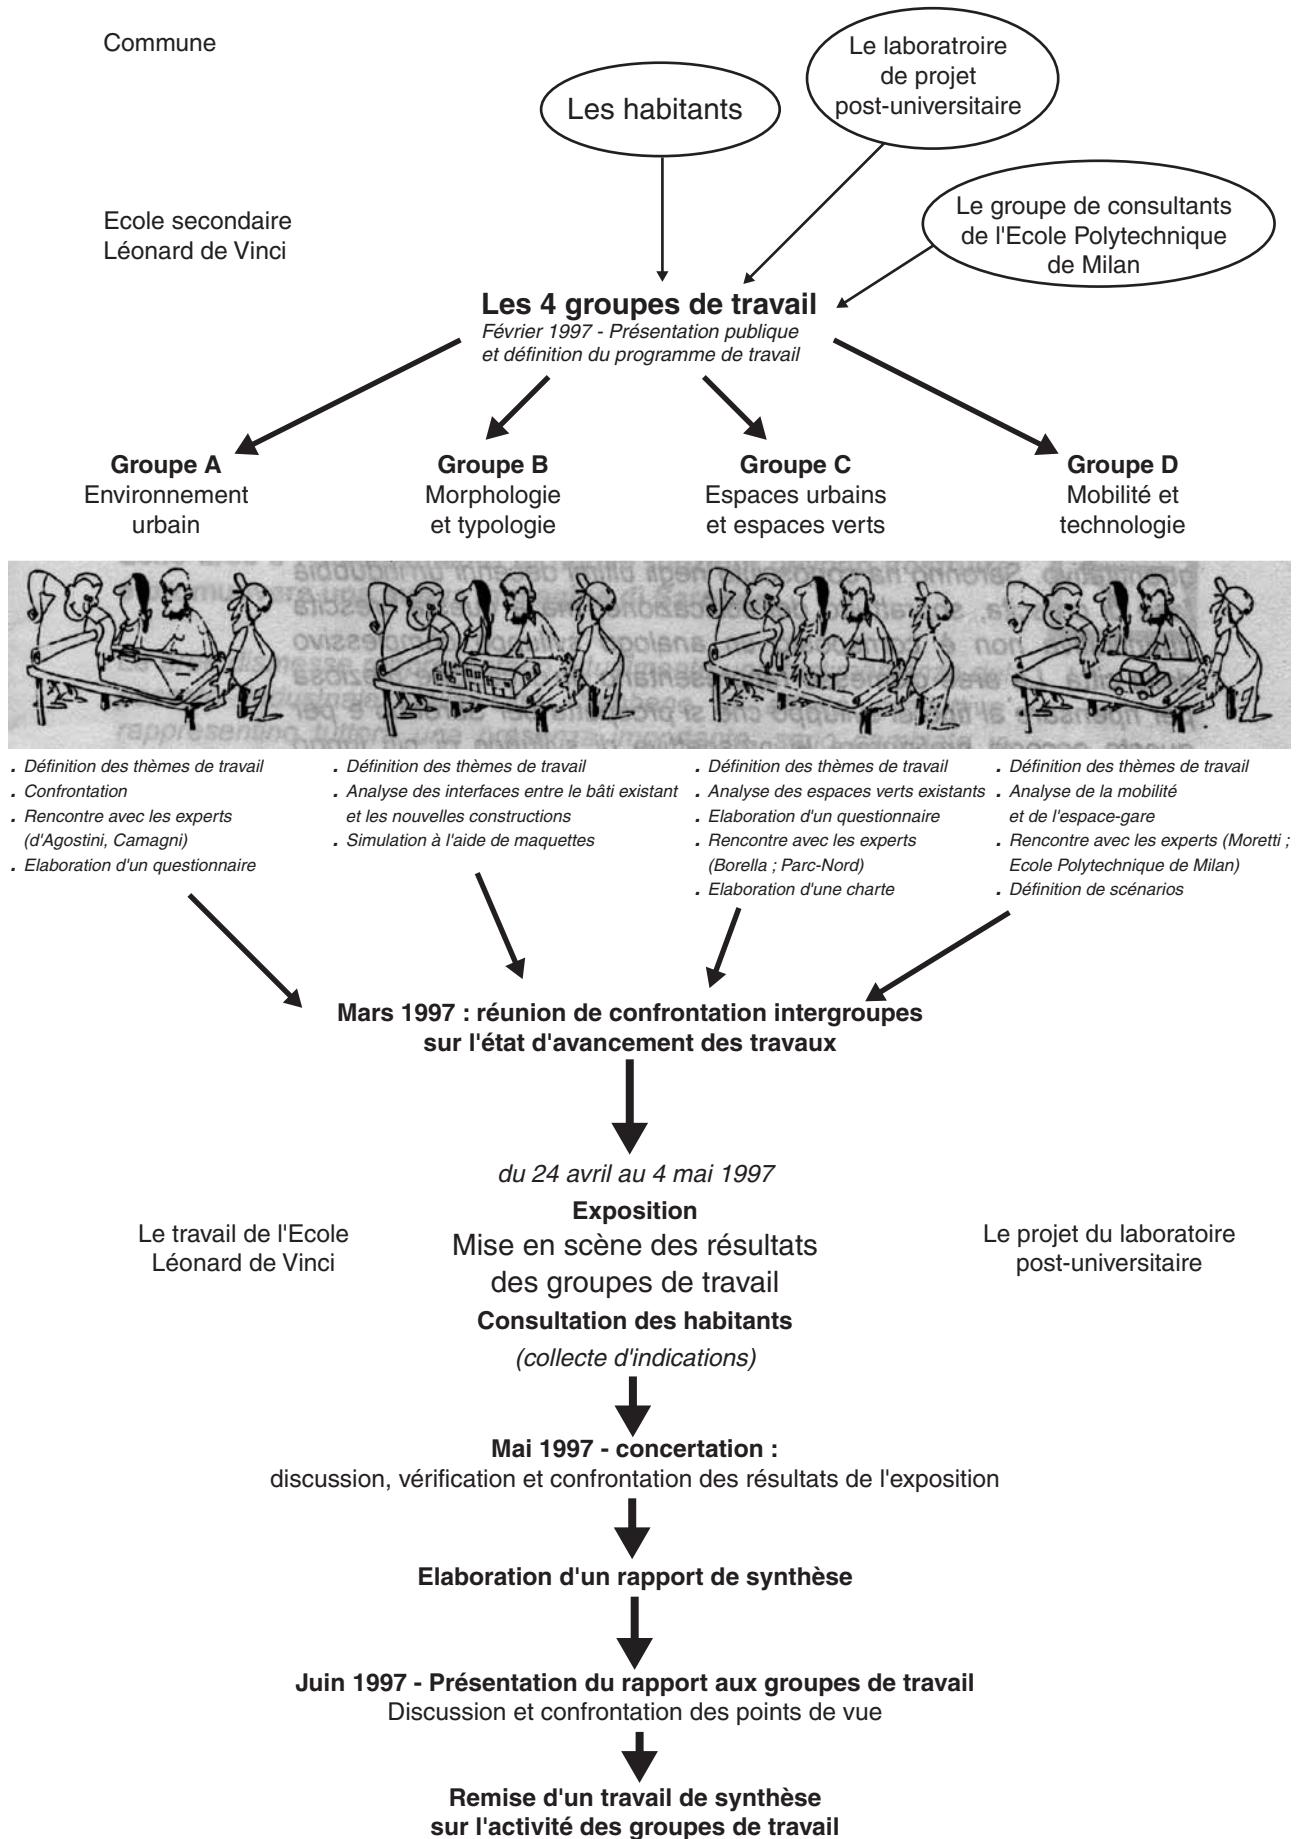 Commune
Le laboratroire
de projet
post-universitaire
Les habitants
Ecole secondaire
Léonard de Vinci
Le groupe de consultants
de l'Ecole Polytechnique
de Milan
Les 4 groupes de travail
Février 1997 - Présentation publique
et définition du programme de travail
Groupe A
Environnement
urbain
Groupe B
Morphologie
et typologie
Groupe C
Espaces urbains
et espaces verts
Groupe D
Mobilité et
technologie
. Définition des thèmes de travail
. Confrontation
. Rencontre avec les experts
(d'Agostini, Camagni)
. Elaboration d'un questionnaire
. Définition des thèmes de travail
. Analyse des interfaces entre le bâti existant
et les nouvelles constructions
. Simulation à l'aide de maquettes
. Définition des thèmes de travail
. Analyse des espaces verts existants
. Elaboration d'un questionnaire
. Rencontre avec les experts
(Borella ; Parc-Nord)
. Elaboration d'une charte
. Définition des thèmes de travail
. Analyse de la mobilité
et de l'espace-gare
. Rencontre avec les experts (Moretti ;
Ecole Polytechnique de Milan)
. Définition de scénarios
Mars 1997 : réunion de confrontation intergroupes
sur l'état d'avancement des travaux
du 24 avril au 4 mai 1997
Exposition
Le travail de l'Ecole
Léonard de Vinci
Mise en scène des résultats
des groupes de travail
Le projet du laboratoire
post-universitaire
Consultation des habitants
(collecte d'indications)
Mai 1997 - concertation :
discussion, vérification et confrontation des résultats de l'exposition
Elaboration d'un rapport de synthèse
Juin 1997 - Présentation du rapport aux groupes de travail
Discussion et confrontation des points de vue
Remise d'un travail de synthèse
sur l'activité des groupes de travail